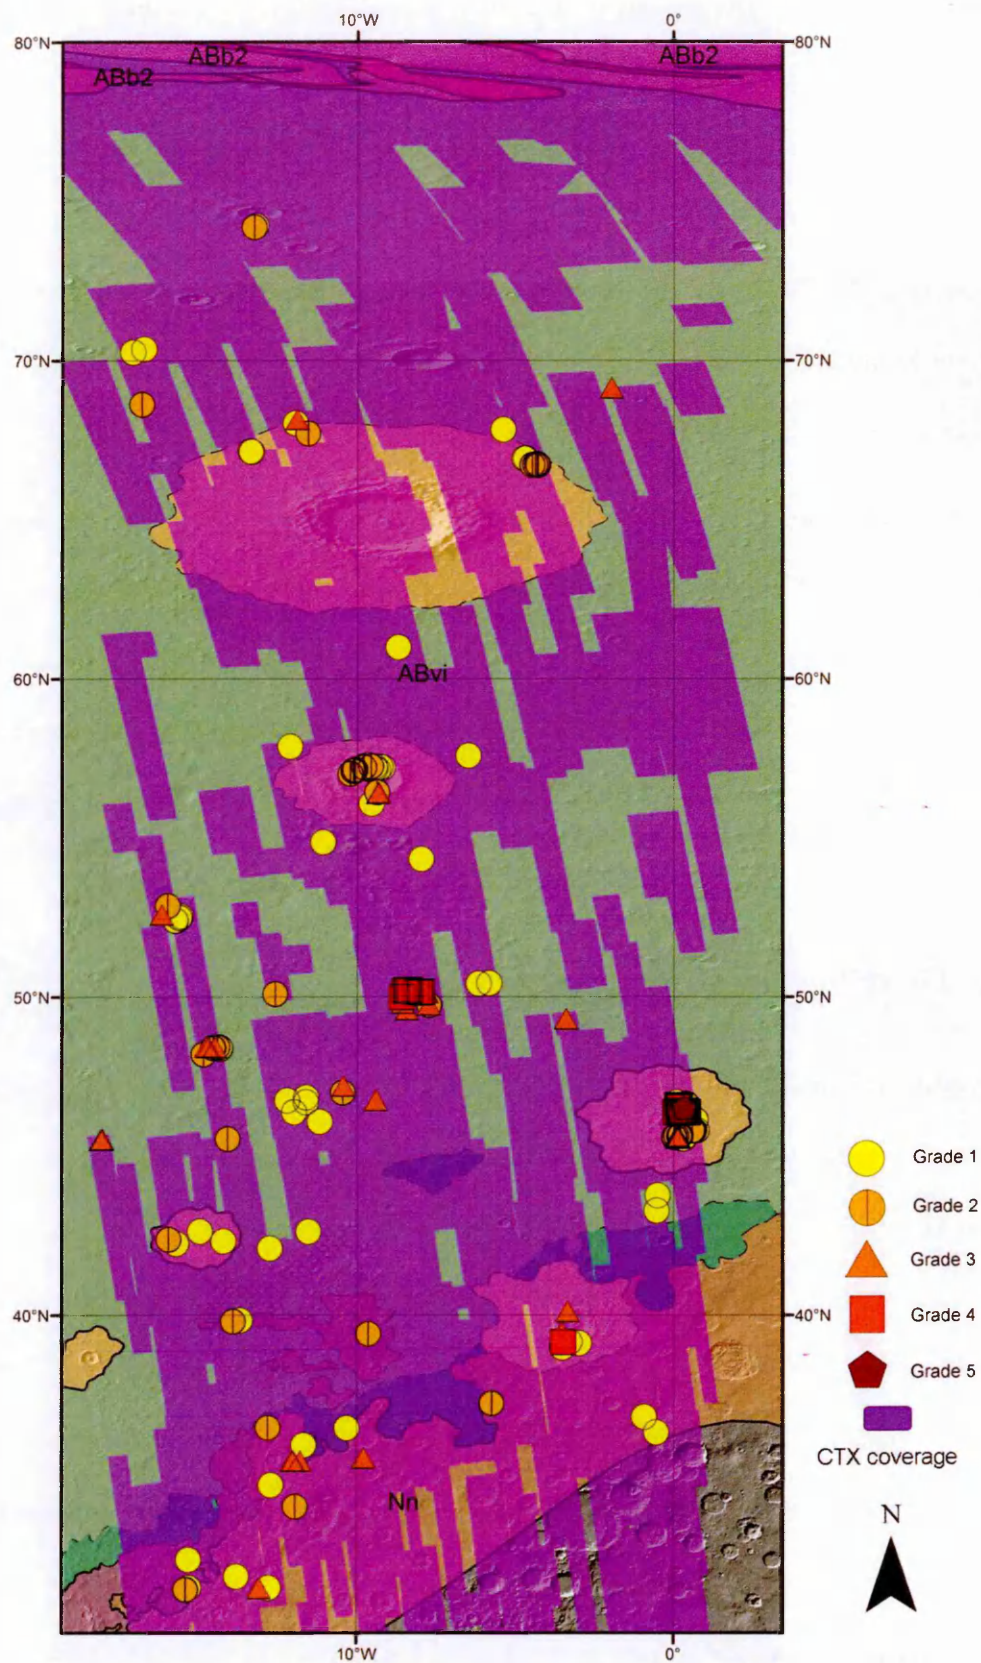 10°W 0°
80°N 80°N
ABb2 ABb2
ABb2
70°N 70°N
60°N 60°N
ABvi
50°N 50°N
Grade 1
Grade 2
Grade 3
40°N 40°N
Grade 4
Grade 5
CTX coverage
Nn
N
10°W 0°